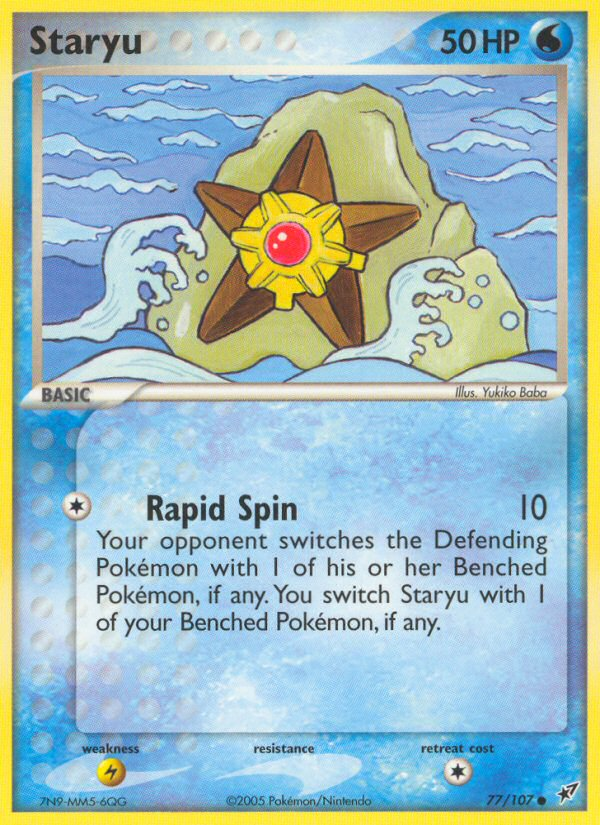 Staryu 50 HP
BASIC
Illus. Yukiko Baba
Rapid Spin 10
Your opponent switches the Defending
Pokémon with 1 of his or her Benched
Pokémon, if any. You switch Staryu with 1
of your Benched Pokémon, if any.
weakness resistance retreat cost
7N9-MM5-6QG ©2005 Pokémon/Nintendo 77/107